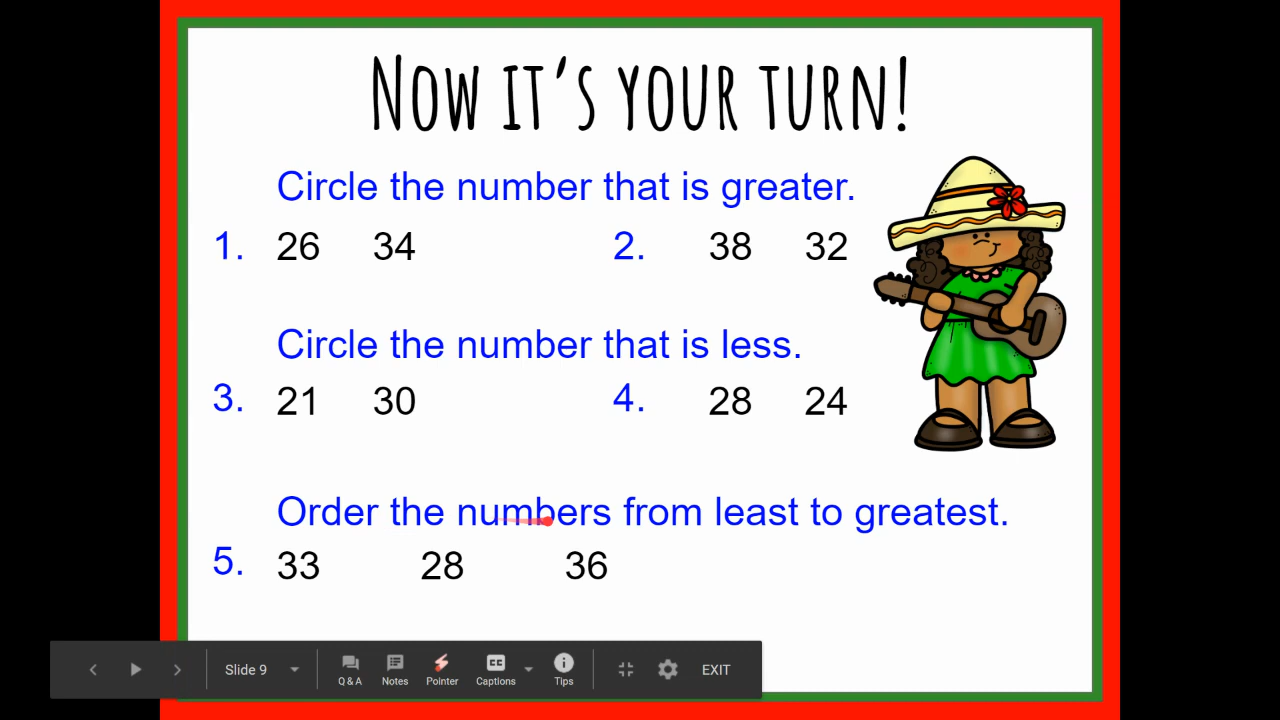 Now it's your turn!
Circle the number that is greater.
1. 26 34 2. 38 32
Circle the number that is less.
3. 21 30 4. 28 24
Order the numbers from least to greatest.
5. 33 28 36
Slide 9 Q & A Notes Pointer CC Captions Tips EXIT